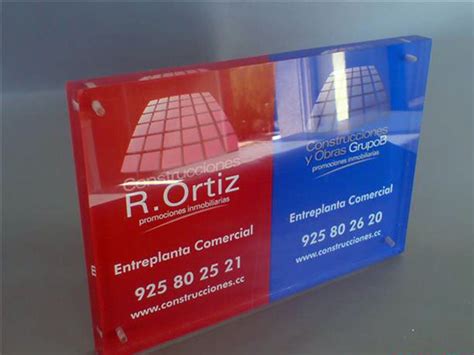 Construcciones
R.Ortiz
promociones inmobiliarias
Entreplanta Comercial
925 80 25 21
www.construcciones.cc
Construcciones
y Obras GrupoB
promociones inmobiliarias
Entreplanta Comercial
925 80 26 20
www.construcciones.cc